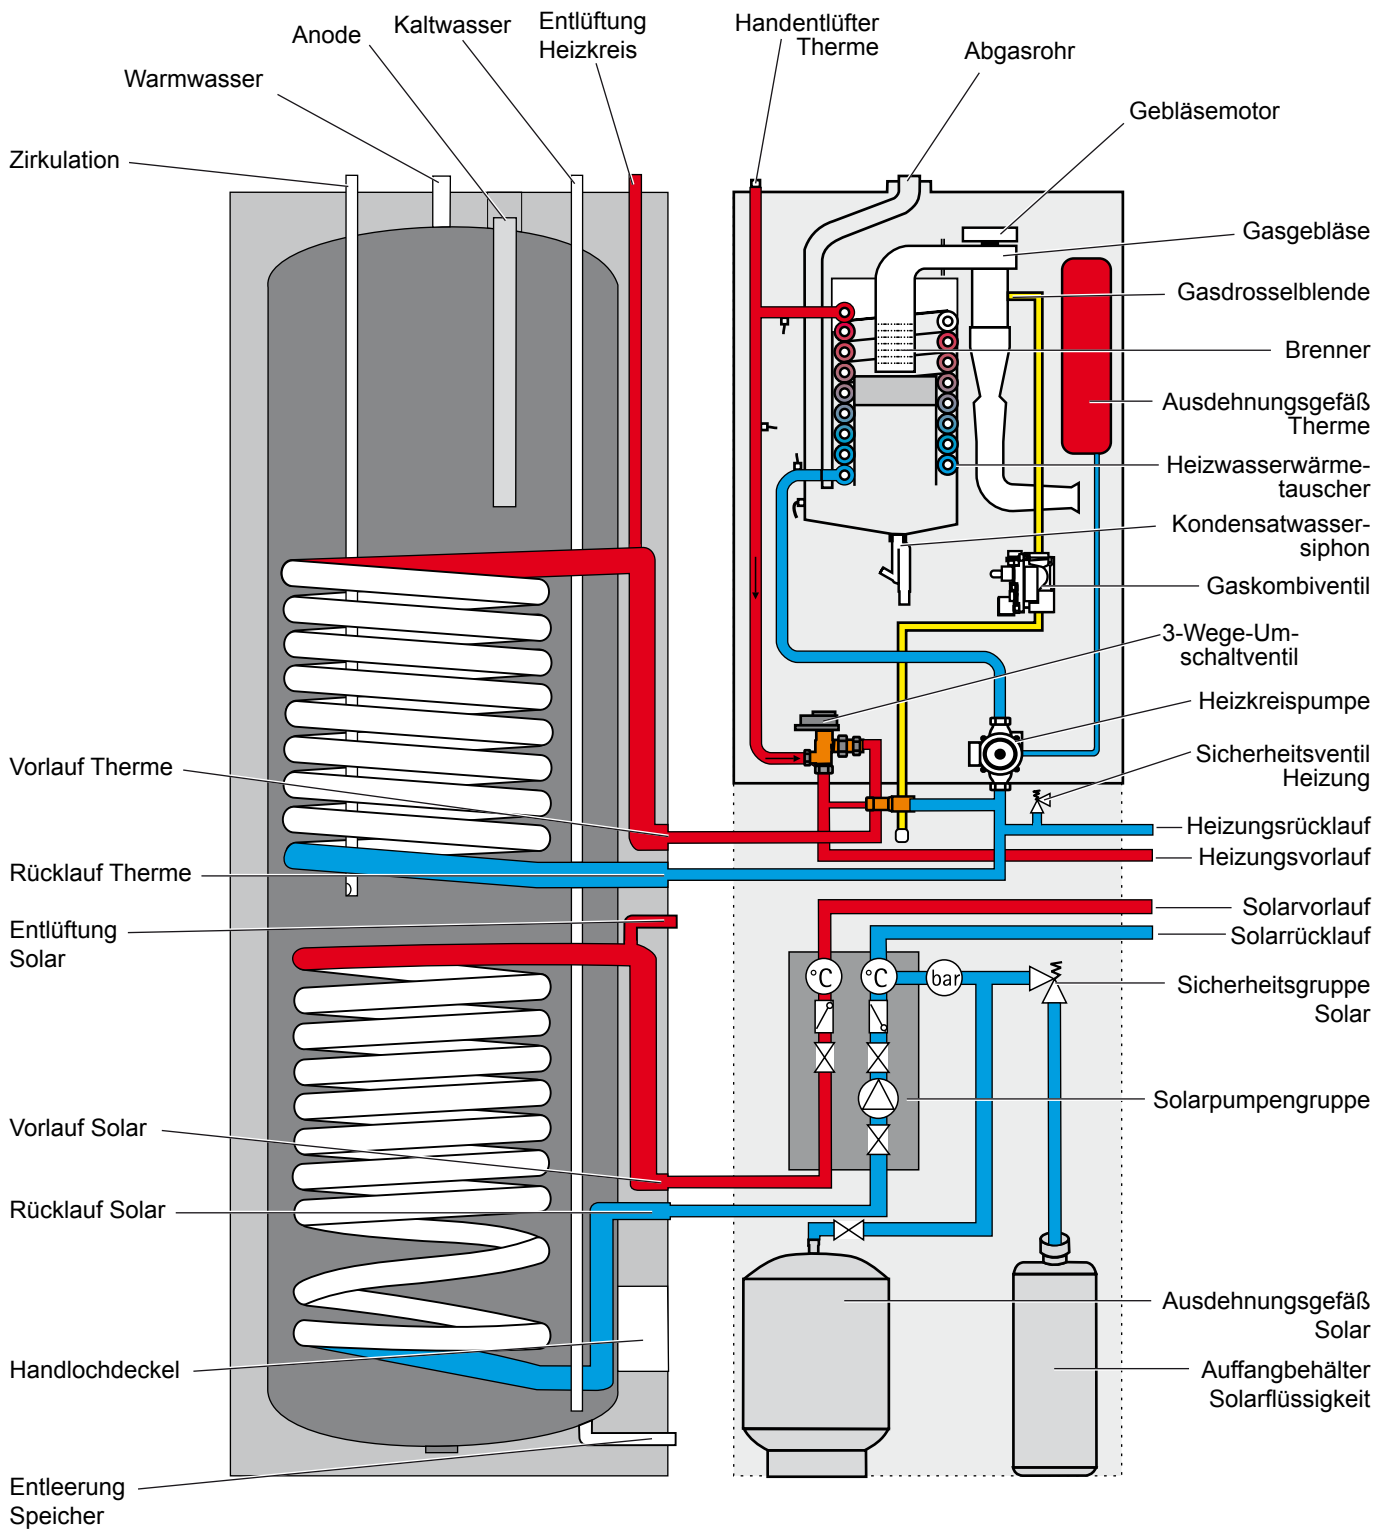 Entlüftung
Heizkreis
Kaltwasser
Anode
Warmwasser
Zirkulation
Handentlüfter
Therme
Abgasrohr
Gebläsemotor
Gasgebläse
Gasdrosselblende
Brenner
Ausdehnungsgefäß
Therme
Heizwasserwärme-
tauscher
Kondensatwasser-
siphon
Gaskombiventil
3-Wege-Um-
schaltventil
Heizkreispumpe
Sicherheitsventil
Heizung
Heizungsrücklauf
Heizungsvorlauf
Solarvorlauf
Solarrücklauf
°C
°C
bar
Sicherheitsgruppe
Solar
Solarpumpengruppe
Ausdehnungsgefäß
Solar
Auffangbehälter
Solarflüssigkeit
Vorlauf Therme
Rücklauf Therme
Entlüftung
Solar
Vorlauf Solar
Rücklauf Solar
Handlochdeckel
Entleerung
Speicher